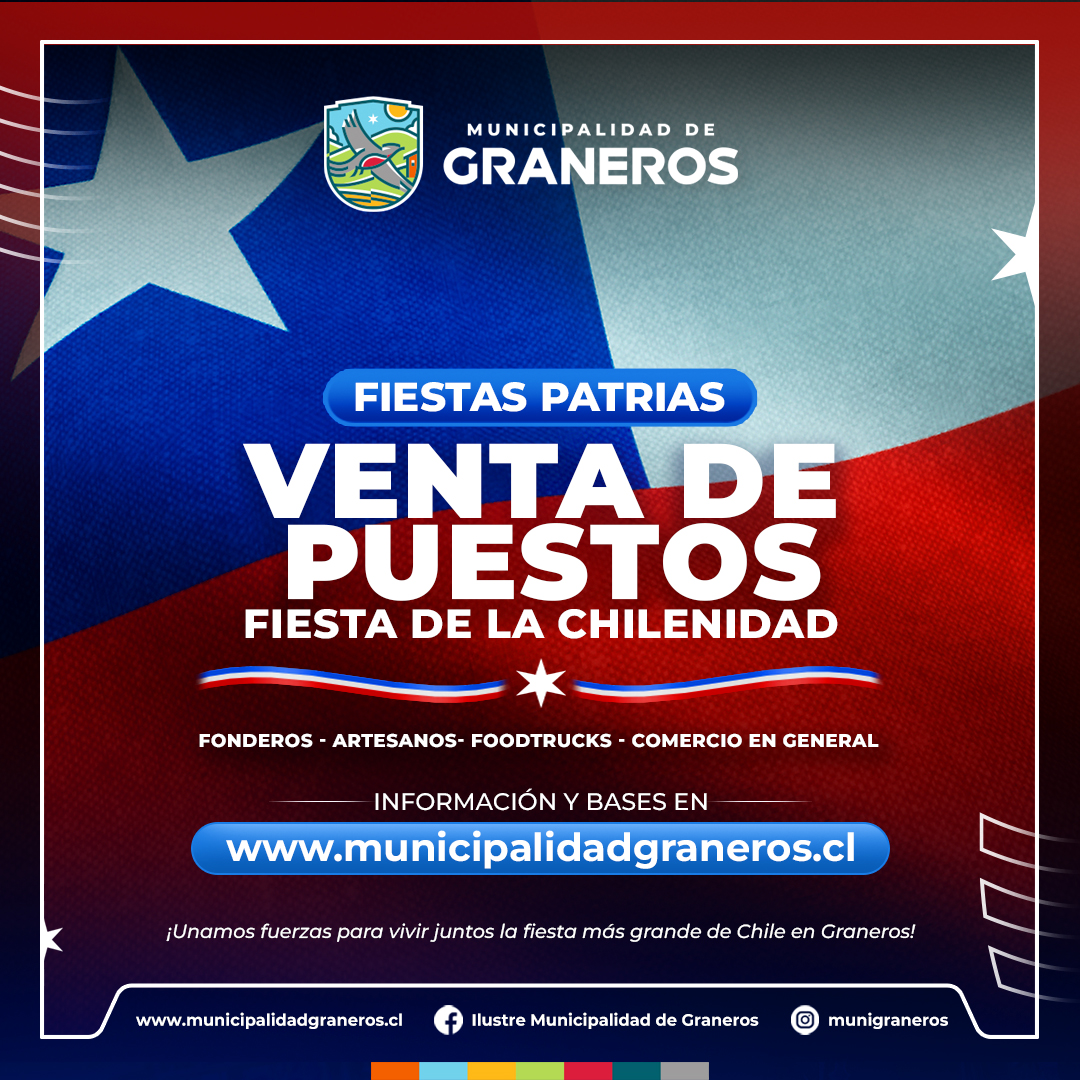 MUNICIPALIDAD DE
GRANEROS
FIESTAS PATRIAS
VENTA DE
PUESTOS
FIESTA DE LA CHILENIDAD
FONDEROS - ARTESANOS- FOODTRUCKS - COMERCIO EN GENERAL
INFORMACIÓN Y BASES EN
www.municipalidadgraneros.cl
¡Unamos fuerzas para vivir juntos la fiesta más grande de Chile en Graneros!
www.municipalidadgraneros.cl Ilustre Municipalidad de Graneros munigraneros